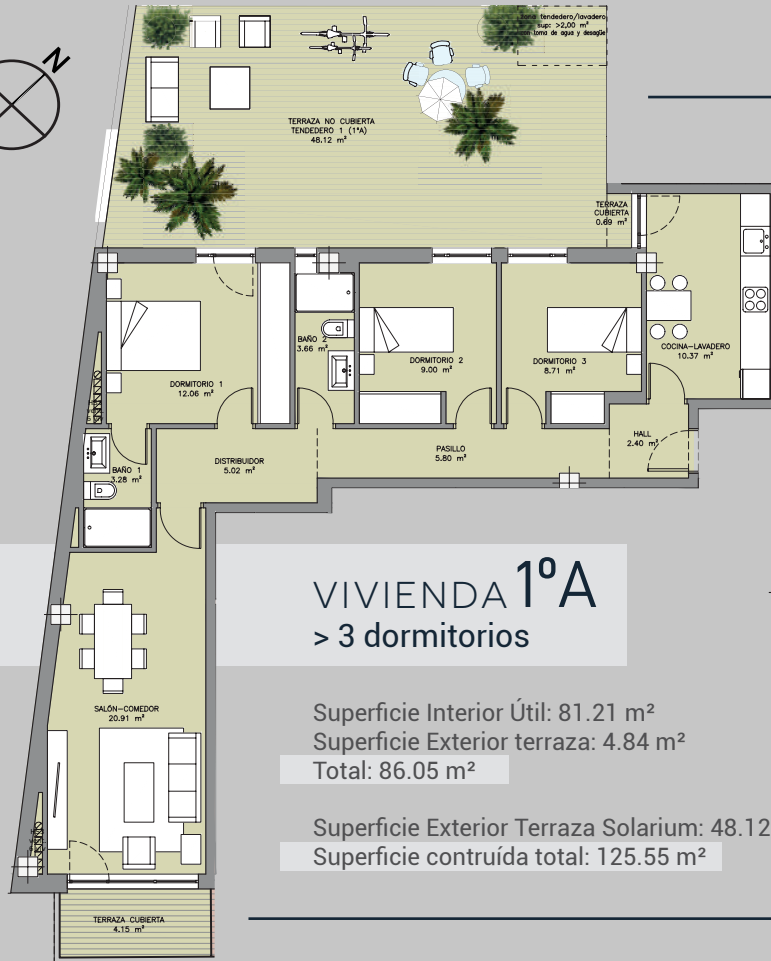 N
zona tendedero/lavadero
sup: >2,00 m²
con toma de agua y desagüe
TERRAZA NO CUBIERTA
TENDEDERO 1 (1ªA)
48.12 m²
TERRAZA
CUBIERTA
0.69 m²
BAÑO 2
3.66 m²
DORMITORIO 1
12.06 m²
DORMITORIO 2
9.00 m²
DORMITORIO 3
8.71 m²
COCINA-LAVADERO
10.37 m²
HALL
2.40 m²
BAÑO 1
3.28 m²
DISTRIBUIDOR
5.02 m²
PASILLO
5.80 m²
VIVIENDA 1ºA
> 3 dormitorios
SALÓN-COMEDOR
20.91 m²
Superficie Interior Útil: 81.21 m²
Superficie Exterior terraza: 4.84 m²
Total: 86.05 m²
Superficie Exterior Terraza Solarium: 48.12
Superficie contruída total: 125.55 m²
TERRAZA CUBIERTA
4.15 m²